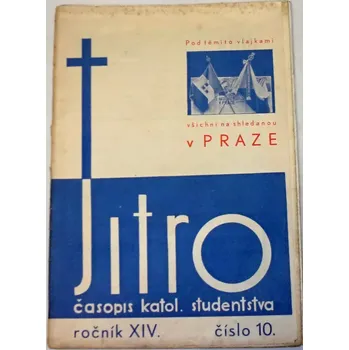 Pod těmito vlajkami
všichni na shledanou
v PRAZE
Jitro
časopis katol. studentstva
ročník XIV.
číslo 10.